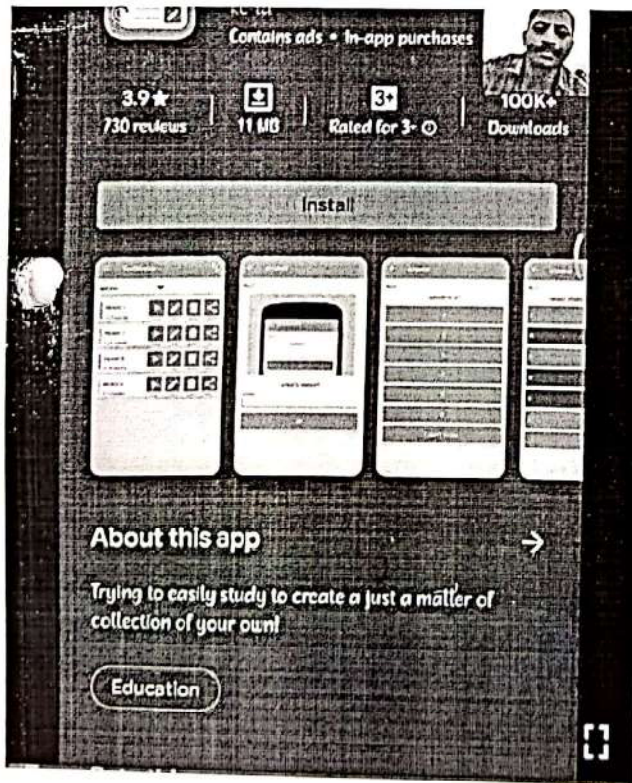 Contains ads • In-app purchases
3.9★
730 reviews
11 MB
Rated for 3+
100K+
Downloads
Install
About this app
Trying to easily study to create a just a matter of
collection of your own!
Education